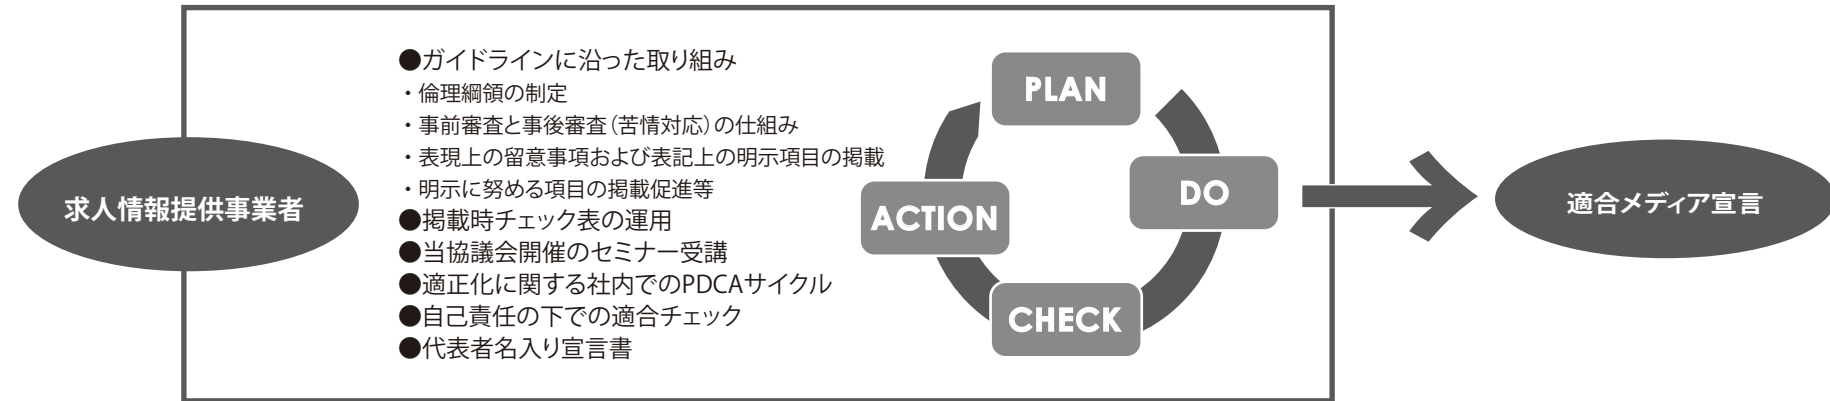 求人情報提供事業者
●ガイドラインに沿った取り組み
・倫理綱領の制定
・事前審査と事後審査(苦情対応)の仕組み
・表現上の留意事項および表記上の明示項目の掲載
・明示に努める項目の掲載促進等
●掲載時チェック表の運用
●当協議会開催のセミナー受講
●適正化に関する社内でのPDCAサイクル
●自己責任の下での適合チェック
●代表者名入り宣言書
PLAN
DO
CHECK
ACTION
適合メディア宣言